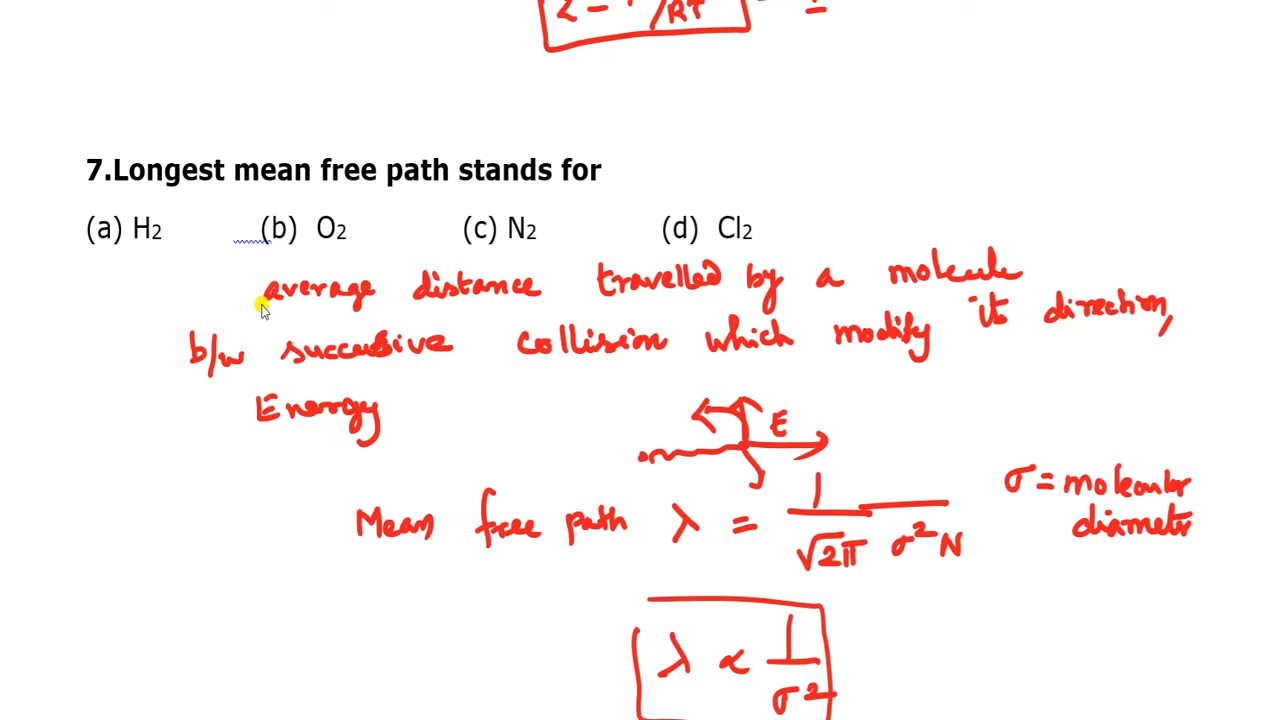 7.Longest mean free path stands for
(a) H2 (b) O2 (c) N2 (d) Cl2
average distance travelled by a molecule
b/w successive collision which modify its direction,
Energy
E
Mean free path λ = 1/√2π σ²N
σ = molecular diameter
λ ∝ 1/σ²